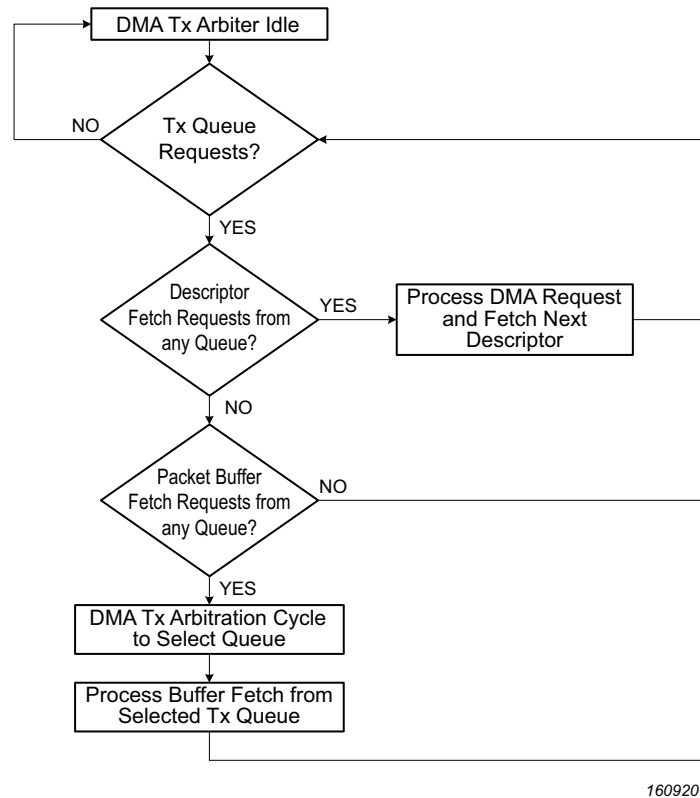 DMA Tx Arbiter Idle
NO
Tx Queue
Requests?
YES
Descriptor
Fetch Requests from
any Queue?
YES
Process DMA Request
and Fetch Next
Descriptor
NO
Packet Buffer
Fetch Requests from
any Queue?
NO
YES
DMA Tx Arbitration Cycle
to Select Queue
Process Buffer Fetch from
Selected Tx Queue
160920